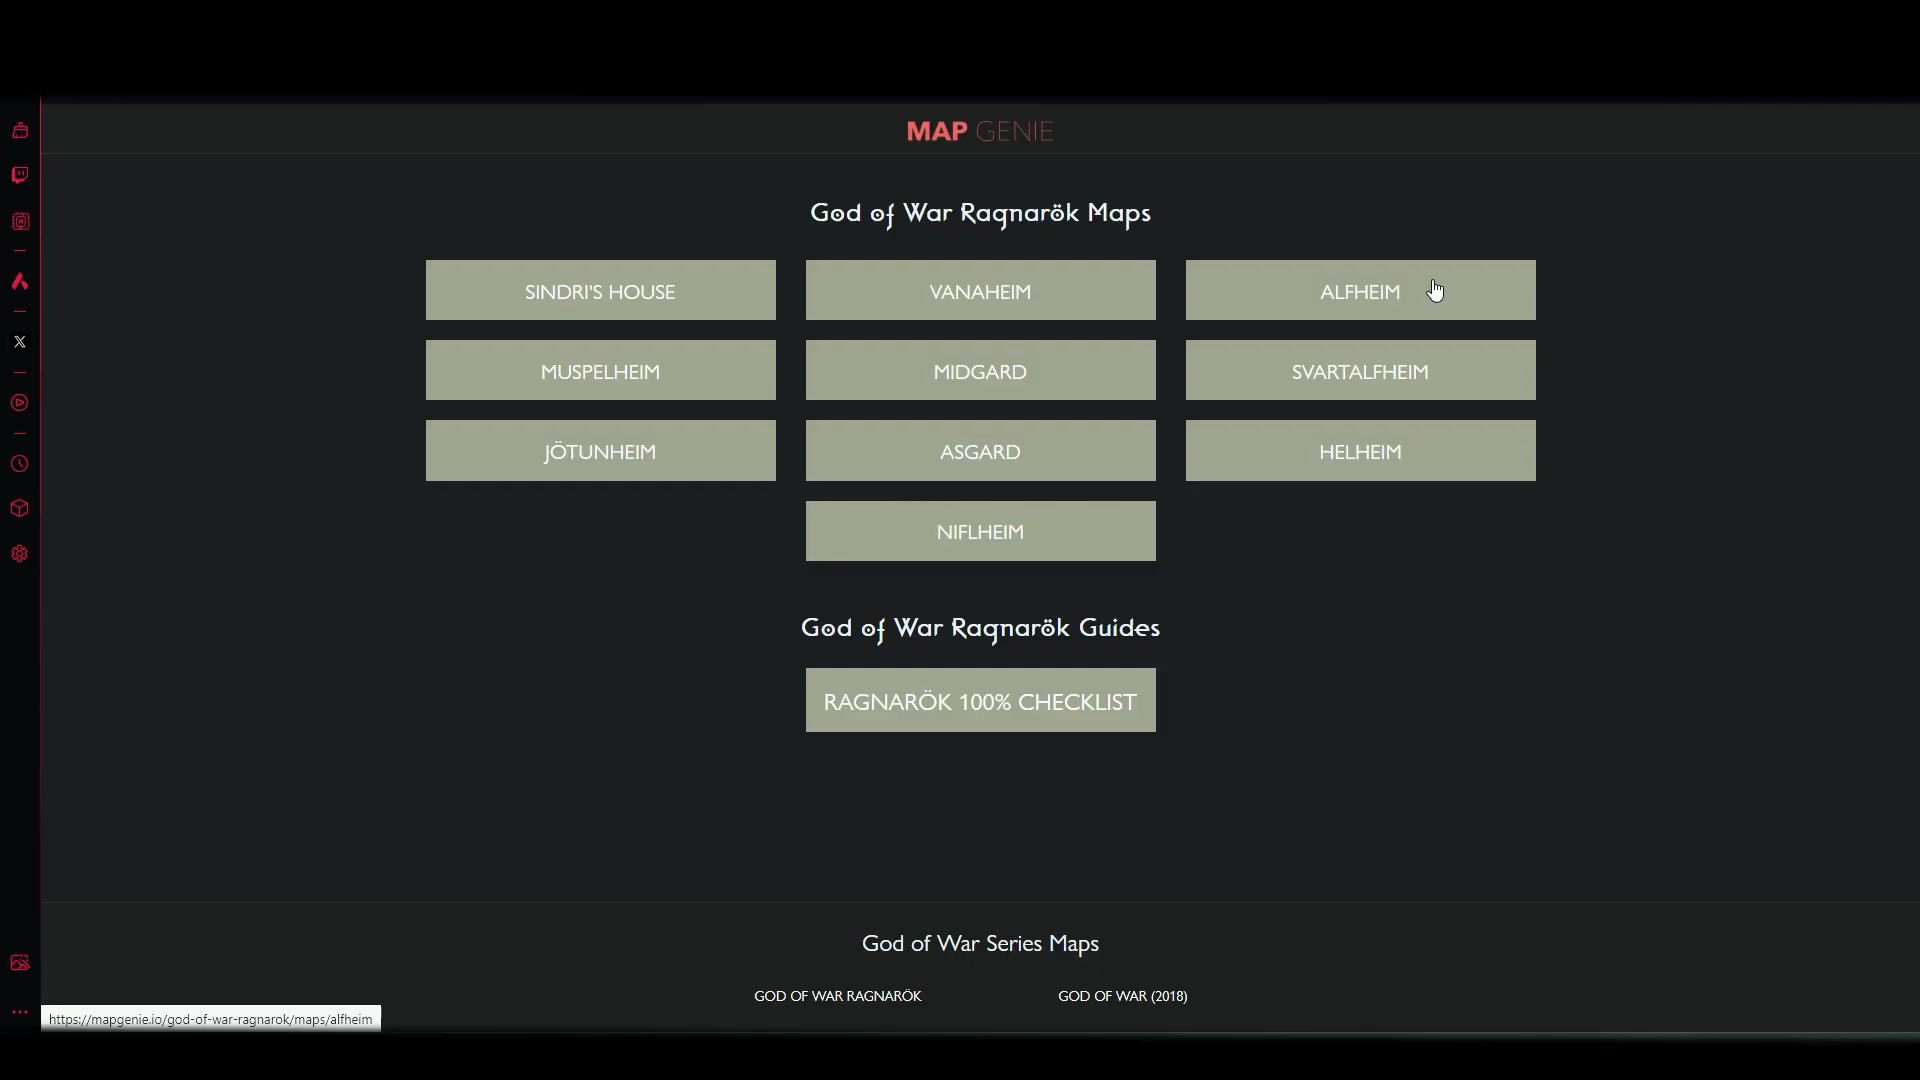 MAP GENIE
God of War Ragnarök Maps
SINDRI'S HOUSE
VANAHEIM
ALFHEIM
MUSPELHEIM
MIDGARD
SVARTALFHEIM
JÖTUNHEIM
ASGARD
HELHEIM
NIFLHEIM
God of War Ragnarök Guides
RAGNARÖK 100% CHECKLIST
God of War Series Maps
GOD OF WAR RAGNARÖK
GOD OF WAR (2018)
https://mapgenie.io/god-of-war-ragnarok/maps/alfheim